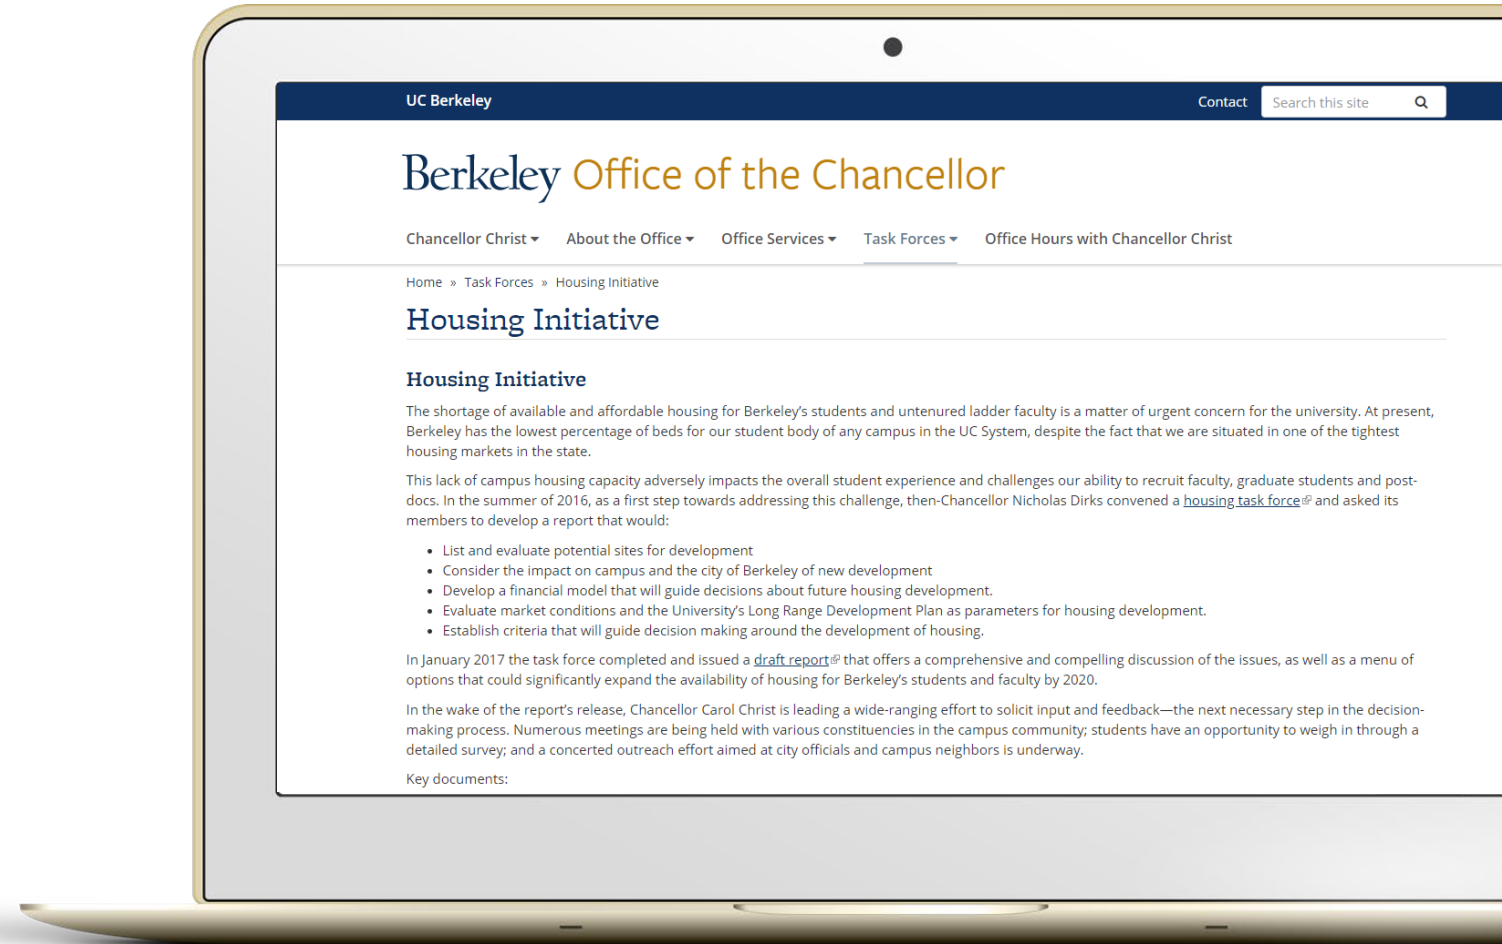 UC Berkeley
Contact
Search this site
Berkeley Office of the Chancellor
Chancellor Christ
About the Office
Office Services
Task Forces
Office Hours with Chancellor Christ
Home » Task Forces » Housing Initiative
Housing Initiative
Housing Initiative
The shortage of available and affordable housing for Berkeley’s students and untenured ladder faculty is a matter of urgent concern for the university. At present,
Berkeley has the lowest percentage of beds for our student body of any campus in the UC System, despite the fact that we are situated in one of the tightest
housing markets in the state.
This lack of campus housing capacity adversely impacts the overall student experience and challenges our ability to recruit faculty, graduate students and post-
docs. In the summer of 2016, as a first step towards addressing this challenge, then-Chancellor Nicholas Dirks convened a housing task force and asked its
members to develop a report that would:
• List and evaluate potential sites for development
• Consider the impact on campus and the city of Berkeley of new development
• Develop a financial model that will guide decisions about future housing development.
• Evaluate market conditions and the University’s Long Range Development Plan as parameters for housing development.
• Establish criteria that will guide decision making around the development of housing.
In January 2017 the task force completed and issued a draft report that offers a comprehensive and compelling discussion of the issues, as well as a menu of
options that could significantly expand the availability of housing for Berkeley’s students and faculty by 2020.
In the wake of the report’s release, Chancellor Carol Christ is leading a wide-ranging effort to solicit input and feedback—the next necessary step in the decision-
making process. Numerous meetings are being held with various constituencies in the campus community; students have an opportunity to weigh in through a
detailed survey; and a concerted outreach effort aimed at city officials and campus neighbors is underway.
Key documents: